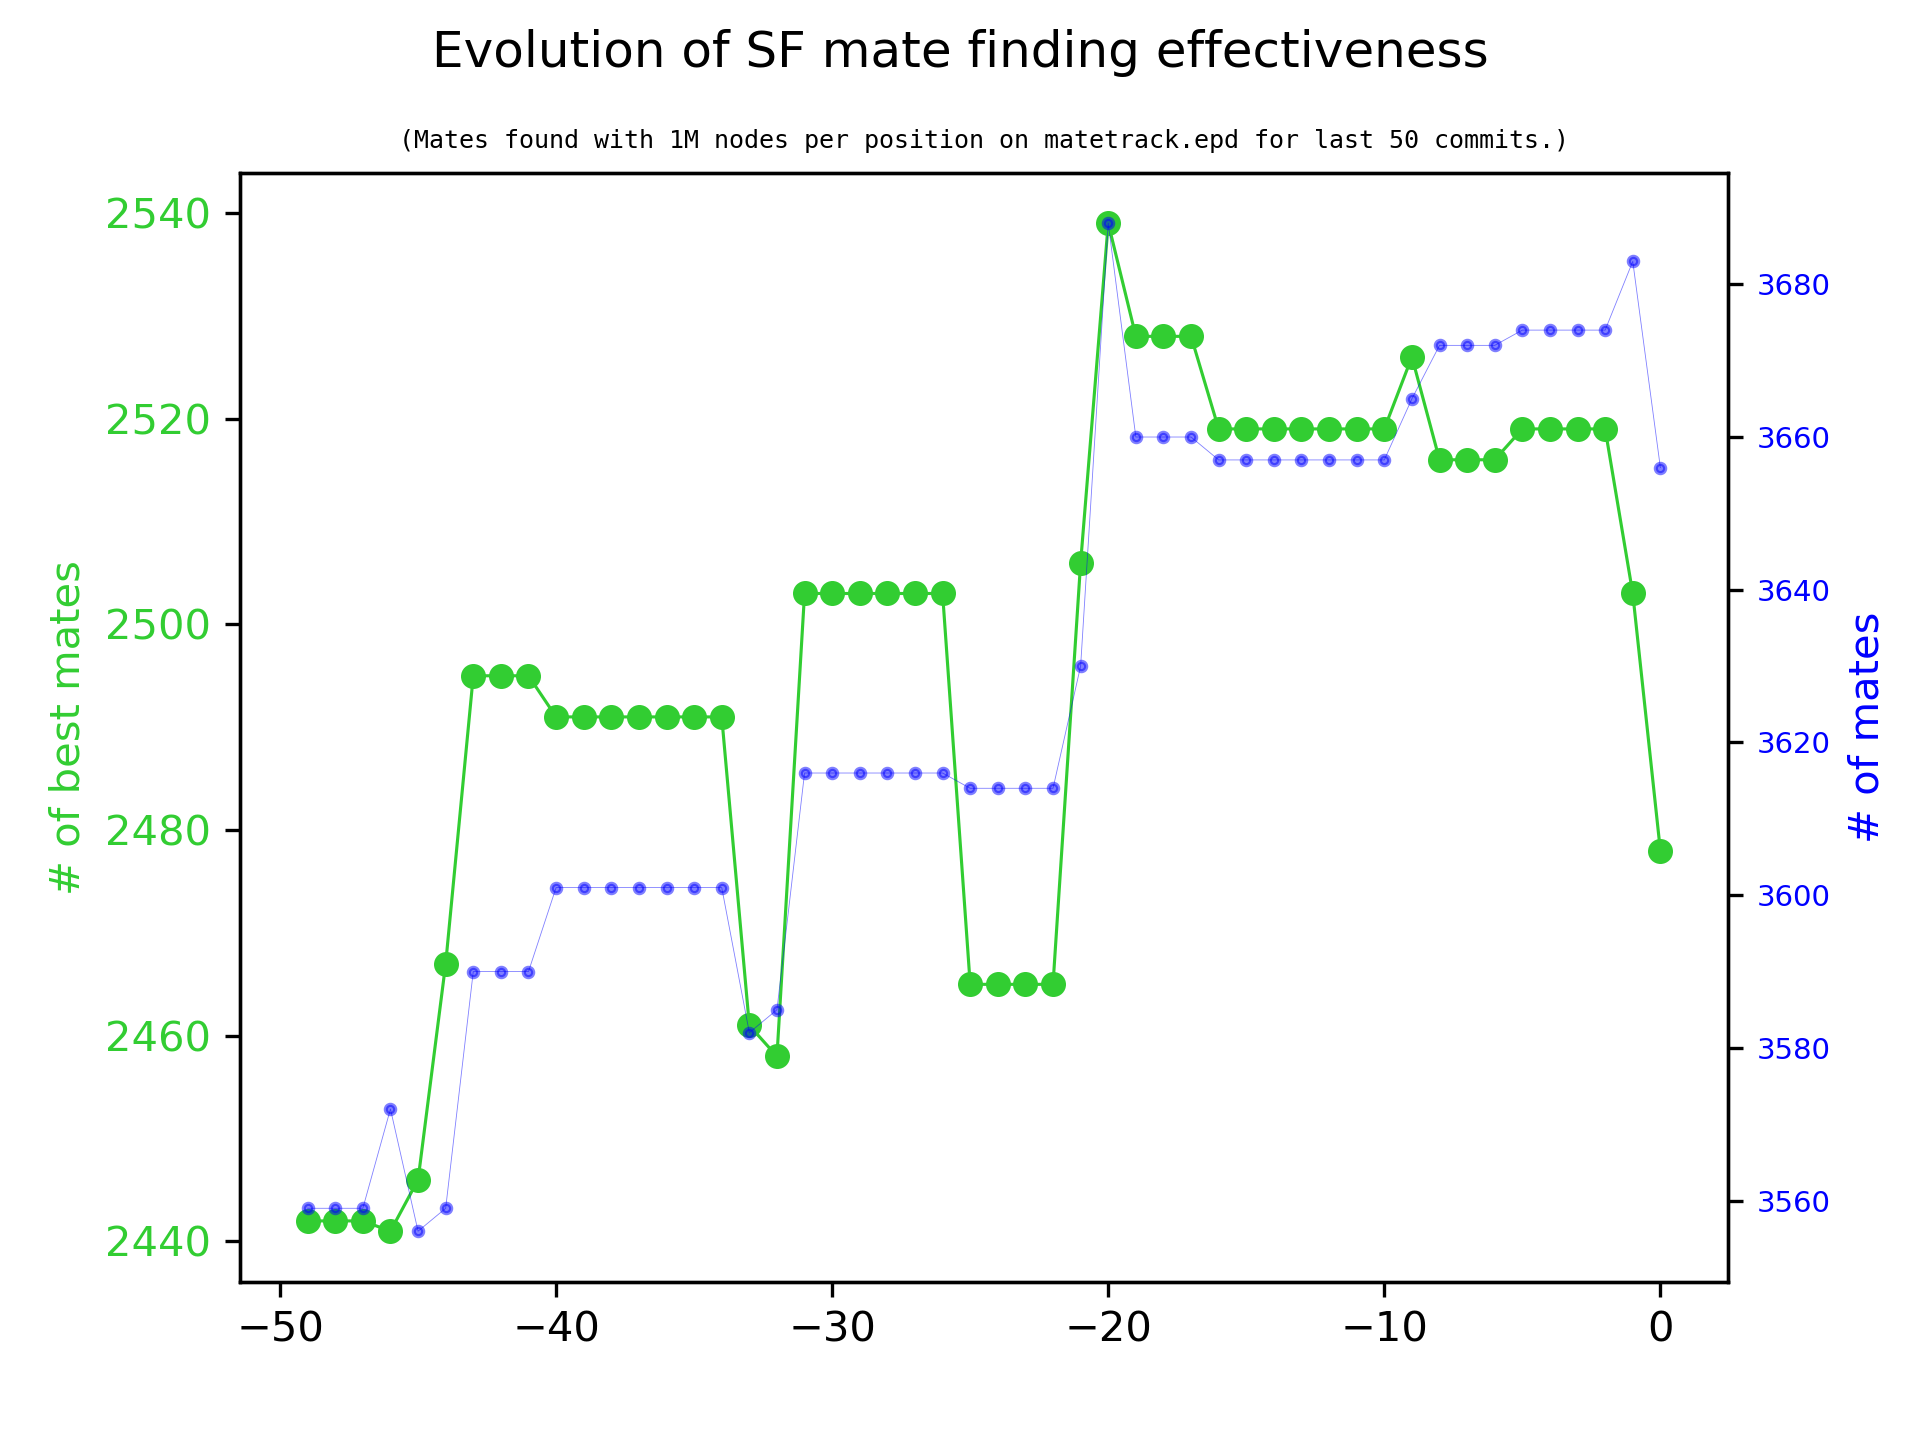 Evolution of SF mate finding effectiveness
(Mates found with 1M nodes per position on matetrack.epd for last 50 commits.)
# of best mates
2540
2520
2500
2480
2460
2440
3680
3660
3640
3620
3600
3580
3560
# of mates
−50 −40 −30 −20 −10 0